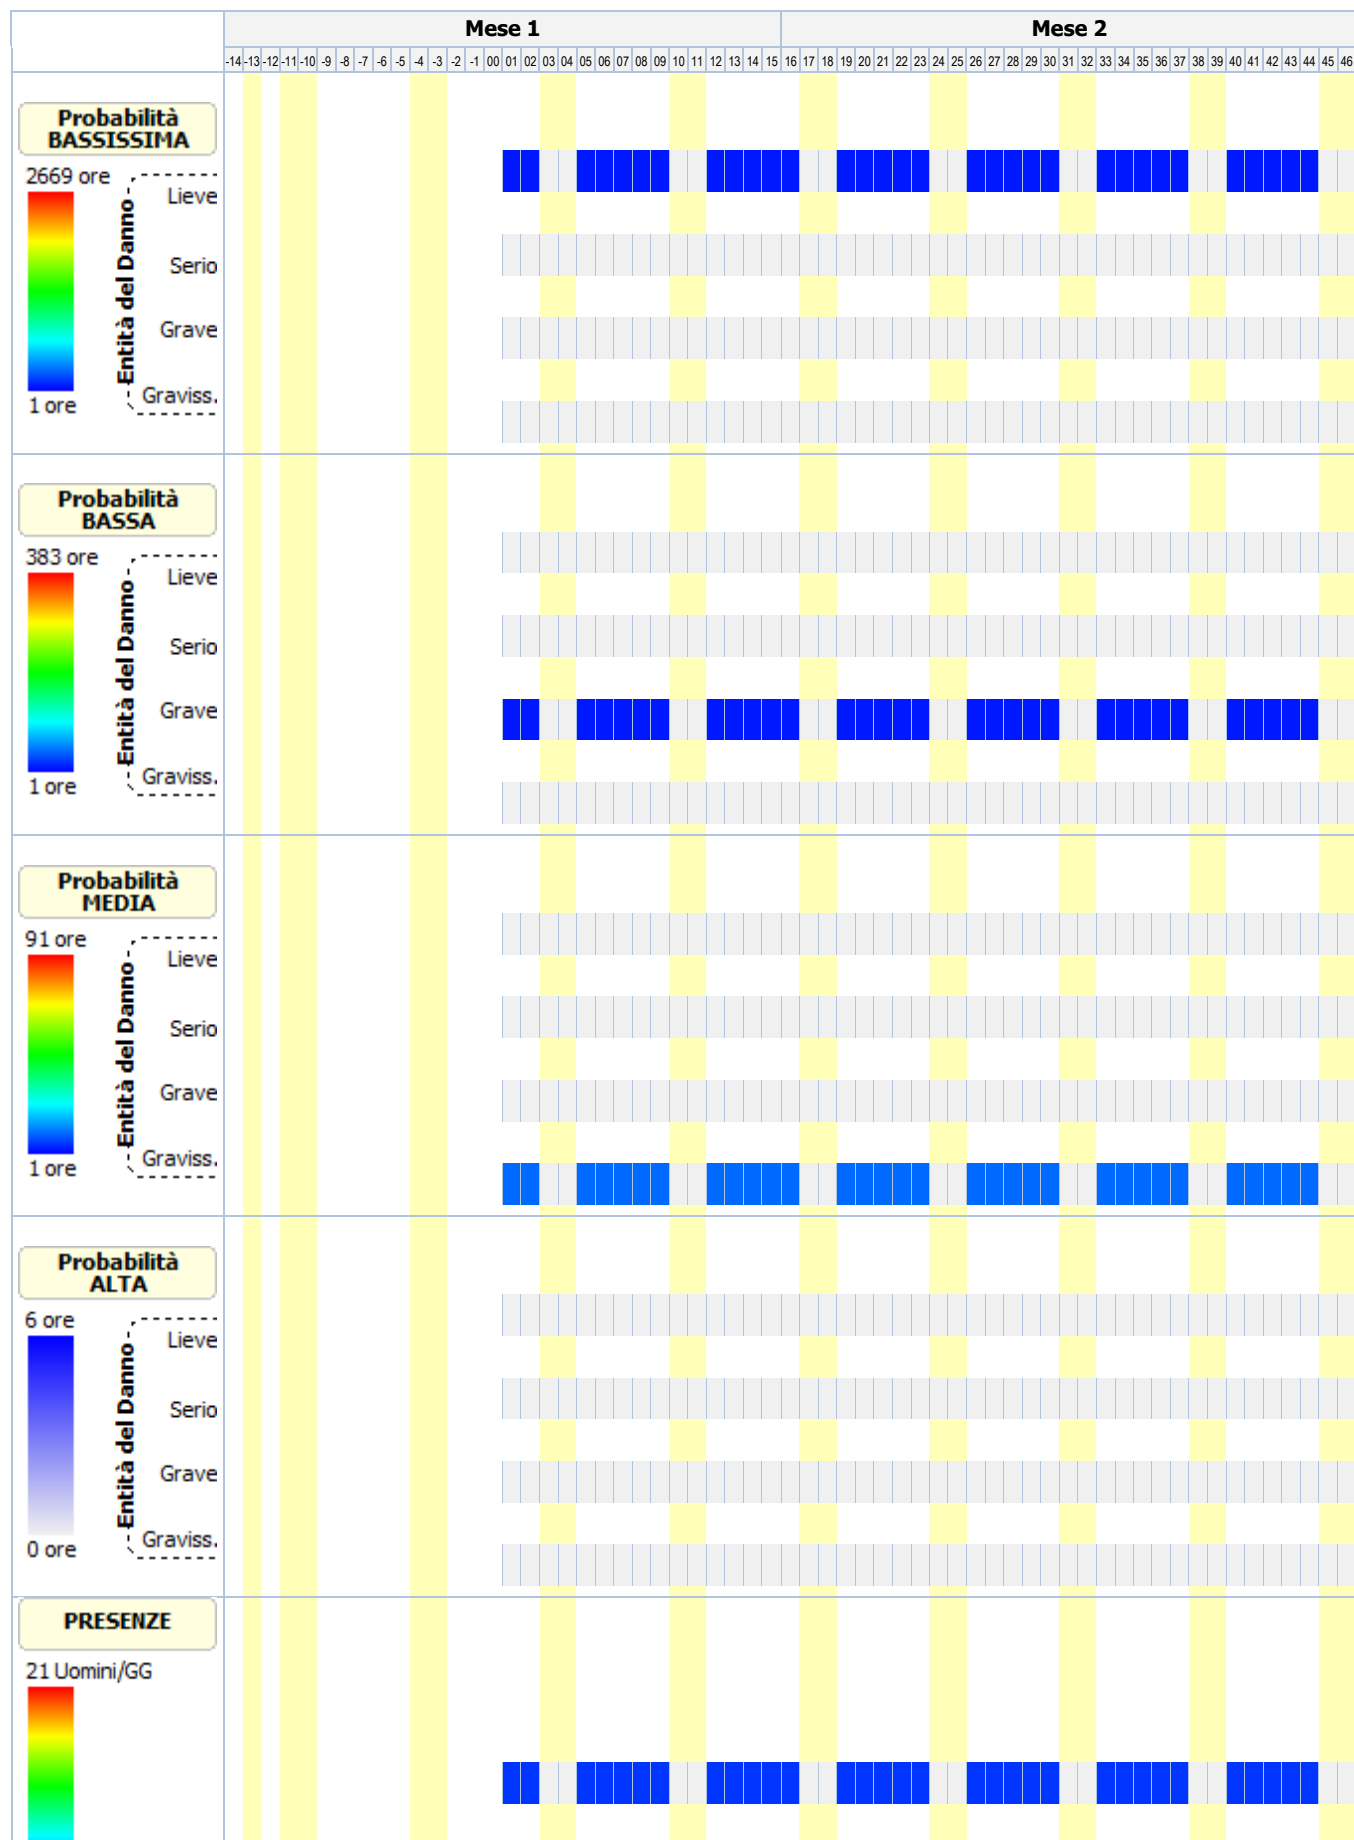 Mese 1 Mese 2
-14 -13 -12 -11 -10 -9 -8 -7 -6 -5 -4 -3 -2 -1 00 01 02 03 04 05 06 07 08 09 10 11 12 13 14 15 16 17 18 19 20 21 22 23 24 25 26 27 28 29 30 31 32 33 34 35 36 37 38 39 40 41 42 43 44 45 46
Probabilità
BASSISSIMA
2669 ore
Entità del Danno
Lieve
Serio
Grave
Graviss.
1 ore
Probabilità
BASSA
383 ore
Entità del Danno
Lieve
Serio
Grave
Graviss.
1 ore
Probabilità
MEDIA
91 ore
Entità del Danno
Lieve
Serio
Grave
Graviss.
1 ore
Probabilità
ALTA
6 ore
Entità del Danno
Lieve
Serio
Grave
Graviss.
0 ore
PRESENZE
21 Uomini/GG